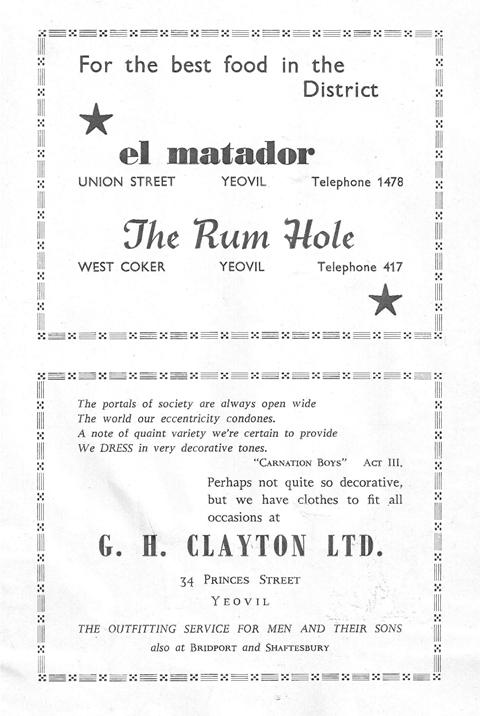 For the best food in the
District
el matador
UNION STREET YEOVIL Telephone 1478
The Rum Hole
WEST COKER YEOVIL Telephone 417
The portals of society are always open wide
The world our eccentricity condones.
A note of quaint variety we're certain to provide
We DRESS in very decorative tones.
"CARNATION BOYS" ACT III.
Perhaps not quite so decorative,
but we have clothes to fit all
occasions at
G. H. CLAYTON LTD.
34 PRINCES STREET
YEOVIL
THE OUTFITTING SERVICE FOR MEN AND THEIR SONS
also at BRIDPORT and SHAFTESBURY